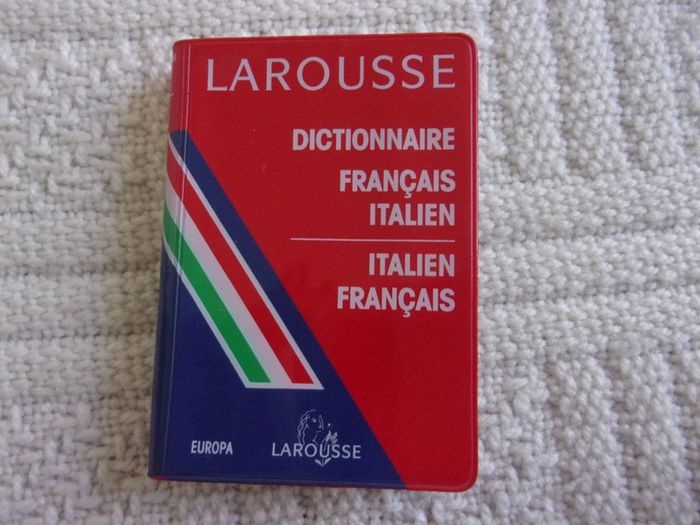 LAROUSSE
DICTIONNAIRE
FRANÇAIS
ITALIEN
ITALIEN
FRANÇAIS
EUROPA
LAROUSSE